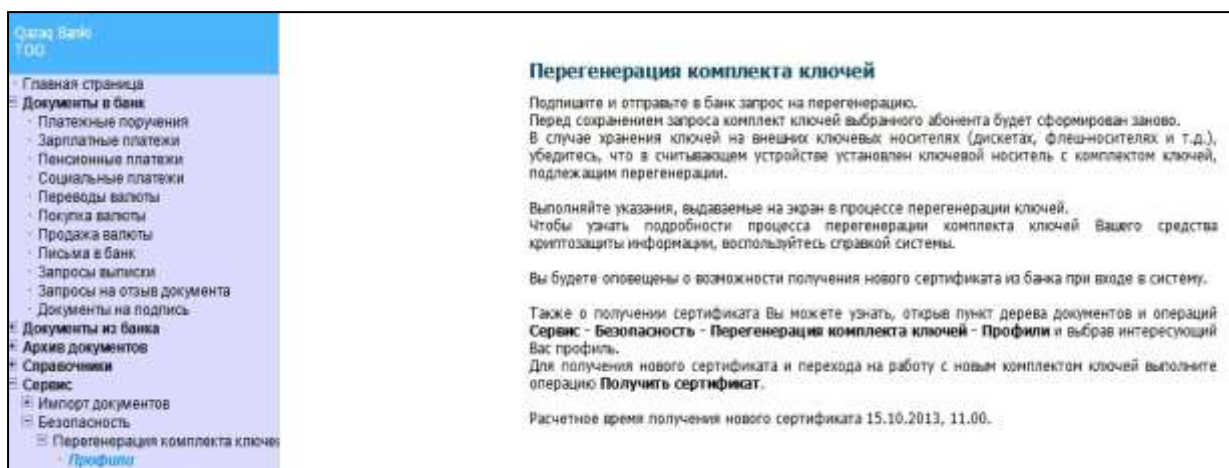 Qazaq Banki
ТОО
Главная страница
Документы в банк
Платежные поручения
Зарплатные платежи
Пенсионные платежи
Социальные платежи
Переводы валюты
Покупка валюты
Продажа валюты
Письма в банк
Запросы выписки
Запросы на отзыв документа
Документы на подпись
Документы из банка
Архив документов
Справочники
Сервис
Импорт документов
Безопасность
Перегенерация комплекта ключей
Профили
Перегенерация комплекта ключей
Подпишите и отправьте в банк запрос на перегенерацию.
Перед сохранением запроса комплект ключей выбранного абонента будет сформирован заново.
В случае хранения ключей на внешних ключевых носителях (дискетах, флеш-носителях и т.д.),
убедитесь, что в считывающем устройстве установлен ключевой носитель с комплектом ключей,
подлежащим перегенерации.
Выполняйте указания, выдаваемые на экран в процессе перегенерации ключей.
Чтобы узнать подробности процесса перегенерации комплекта ключей Вашего средства
криптозащиты информации, воспользуйтесь справкой системы.
Вы будете оповещены о возможности получения нового сертификата из банка при входе в систему.
Также о получении сертификата Вы можете узнать, открыв пункт дерева документов и операций
Сервис - Безопасность - Перегенерация комплекта ключей - Профили и выбрав интересующий
Вас профиль.
Для получения нового сертификата и перехода на работу с новым комплектом ключей выполните
операцию Получить сертификат.
Расчетное время получения нового сертификата 15.10.2013, 11.00.